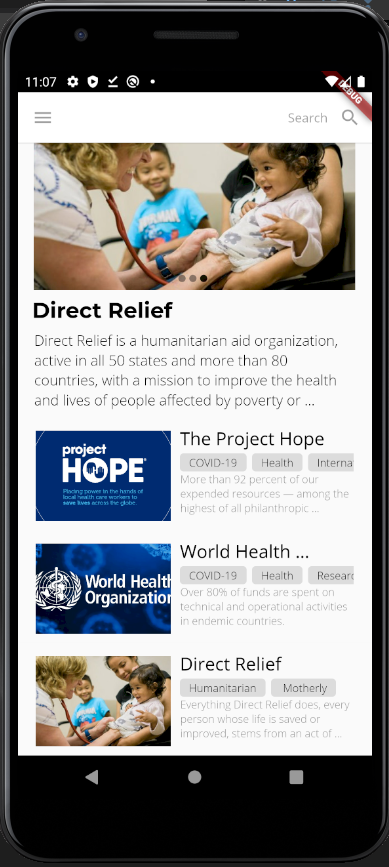 11:07
DEBUG
Search
Direct Relief
Direct Relief is a humanitarian aid organization,
active in all 50 states and more than 80
countries, with a mission to improve the health
and lives of people affected by poverty or ...
project
HOPE
Placing power in the hands of
local health care workers to
save lives across the globe.
The Project Hope
COVID-19 Health Interna
More than 92 percent of our
expended resources — among the
highest of all philanthropic ...
World Health
Organization
World Health ...
COVID-19 Health Researc
Over 80% of funds are spent on
technical and operational activities
in endemic countries.
Direct Relief
Humanitarian Motherly
Everything Direct Relief does, every
person whose life is saved or
improved, stems from an act of ...